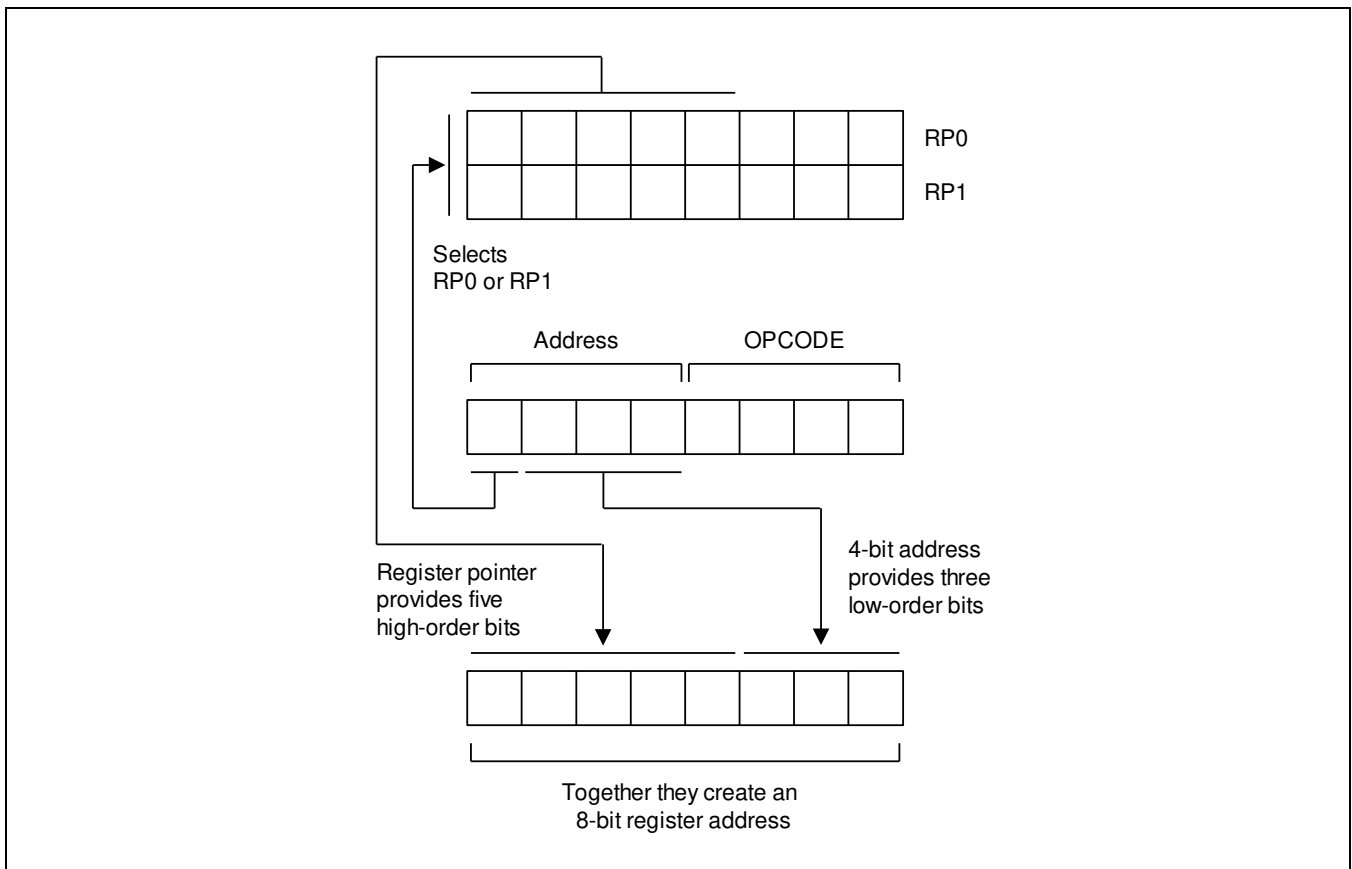 RP0
RP1
Selects
RP0 or RP1
Address OPCODE
Register pointer
provides five
high-order bits
4-bit address
provides three
low-order bits
Together they create an
8-bit register address